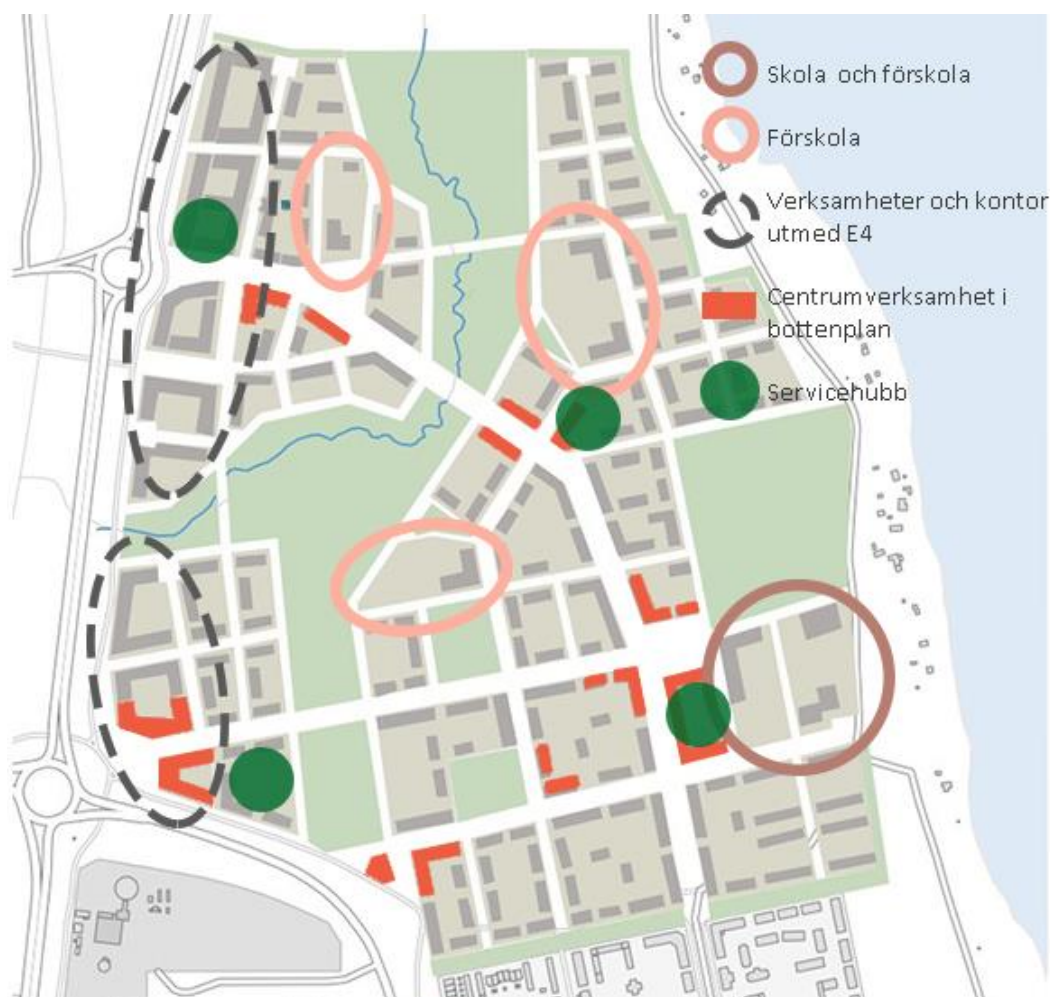 Skola och förskola
Förskola
Verksamheter och kontor
utmed E4
Centrumverksamhet i
bottenplan
Servicehubb